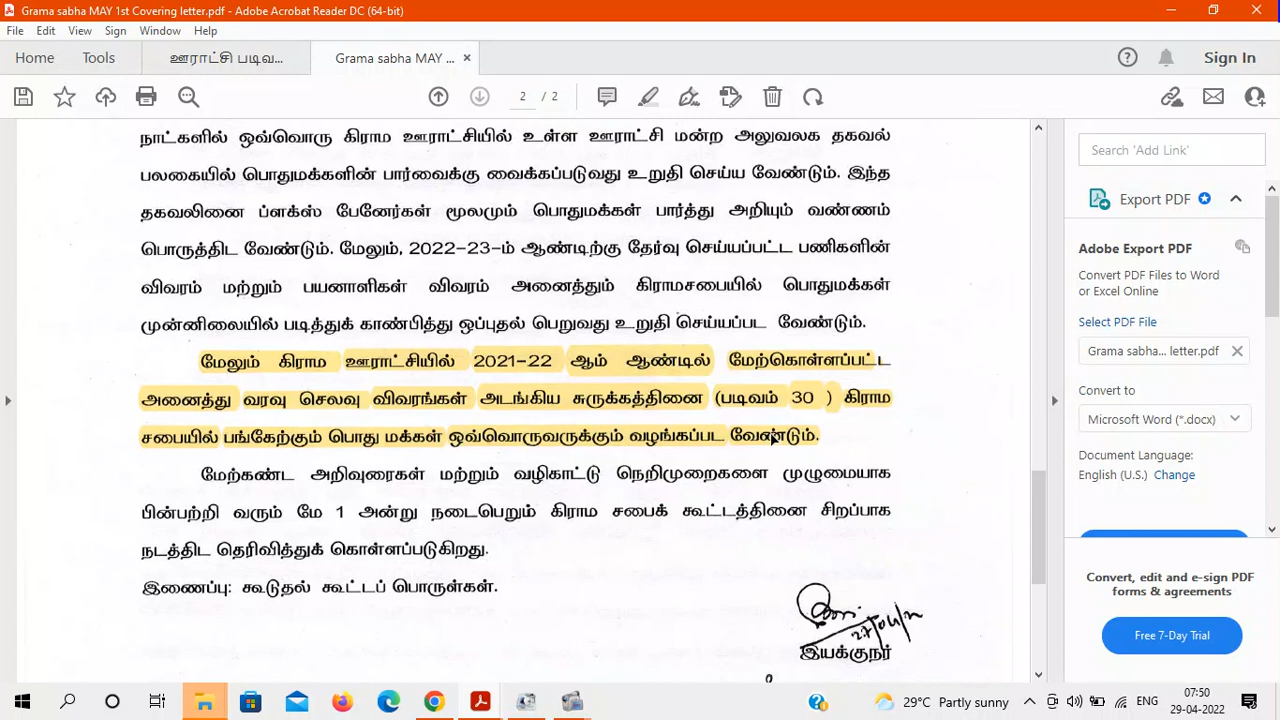 Grama sabha MAY 1st Covering letter.pdf - Adobe Acrobat Reader DC (64-bit)
File Edit View Sign Window Help
Home Tools ஊராட்சி படிவ... Grama sabha MAY ... × Sign In
2 / 2
Search 'Add Link'
Export PDF
Adobe Export PDF
Convert PDF Files to Word
or Excel Online
Select PDF File
Grama sabha... letter.pdf
Convert to
Microsoft Word (*.docx)
Document Language:
English (U.S.) Change
Convert, edit and e-sign PDF
forms & agreements
Free 7-Day Trial
நாட்களில் ஒவ்வொரு கிராம ஊராட்சியில் உள்ள ஊராட்சி மன்ற அலுவலக தகவல்
பலகையில் பொதுமக்களின் பார்வைக்கு வைக்கப்படுவது உறுதி செய்ய வேண்டும். இந்த
தகவலினை ப்ளக்ஸ் பேனேர்கள் மூலமும் பொதுமக்கள் பார்த்து அறியும் வண்ணம்
பொருத்திட வேண்டும். மேலும், 2022-23-ம் ஆண்டிற்கு தேர்வு செய்யப்பட்ட பணிகளின்
விவரம் மற்றும் பயனாளிகள் விவரம் அனைத்தும் கிராமசபையில் பொதுமக்கள்
முன்னிலையில் படித்துக் காண்பித்து ஒப்புதல் பெறுவது உறுதி செய்யப்பட வேண்டும்.
மேலும் கிராம ஊராட்சியில் 2021-22 ஆம் ஆண்டில் மேற்கொள்ளப்பட்ட
அனைத்து வரவு செலவு விவரங்கள் அடங்கிய சுருக்கத்தினை (படிவம் 30 ) கிராம
சபையில் பங்கேற்கும் பொது மக்கள் ஒவ்வொருவருக்கும் வழங்கப்பட வேண்டும்.
மேற்கண்ட அறிவுரைகள் மற்றும் வழிகாட்டு நெறிமுறைகளை முழுமையாக
பின்பற்றி வரும் மே 1 அன்று நடைபெறும் கிராம சபைக் கூட்டத்தினை சிறப்பாக
நடத்திட தெரிவித்துக் கொள்ளப்படுகிறது.
இணைப்பு: கூடுதல் கூட்டப் பொருள்கள்.
இயக்குநர்
29°C Partly sunny ENG 07:50
29-04-2022